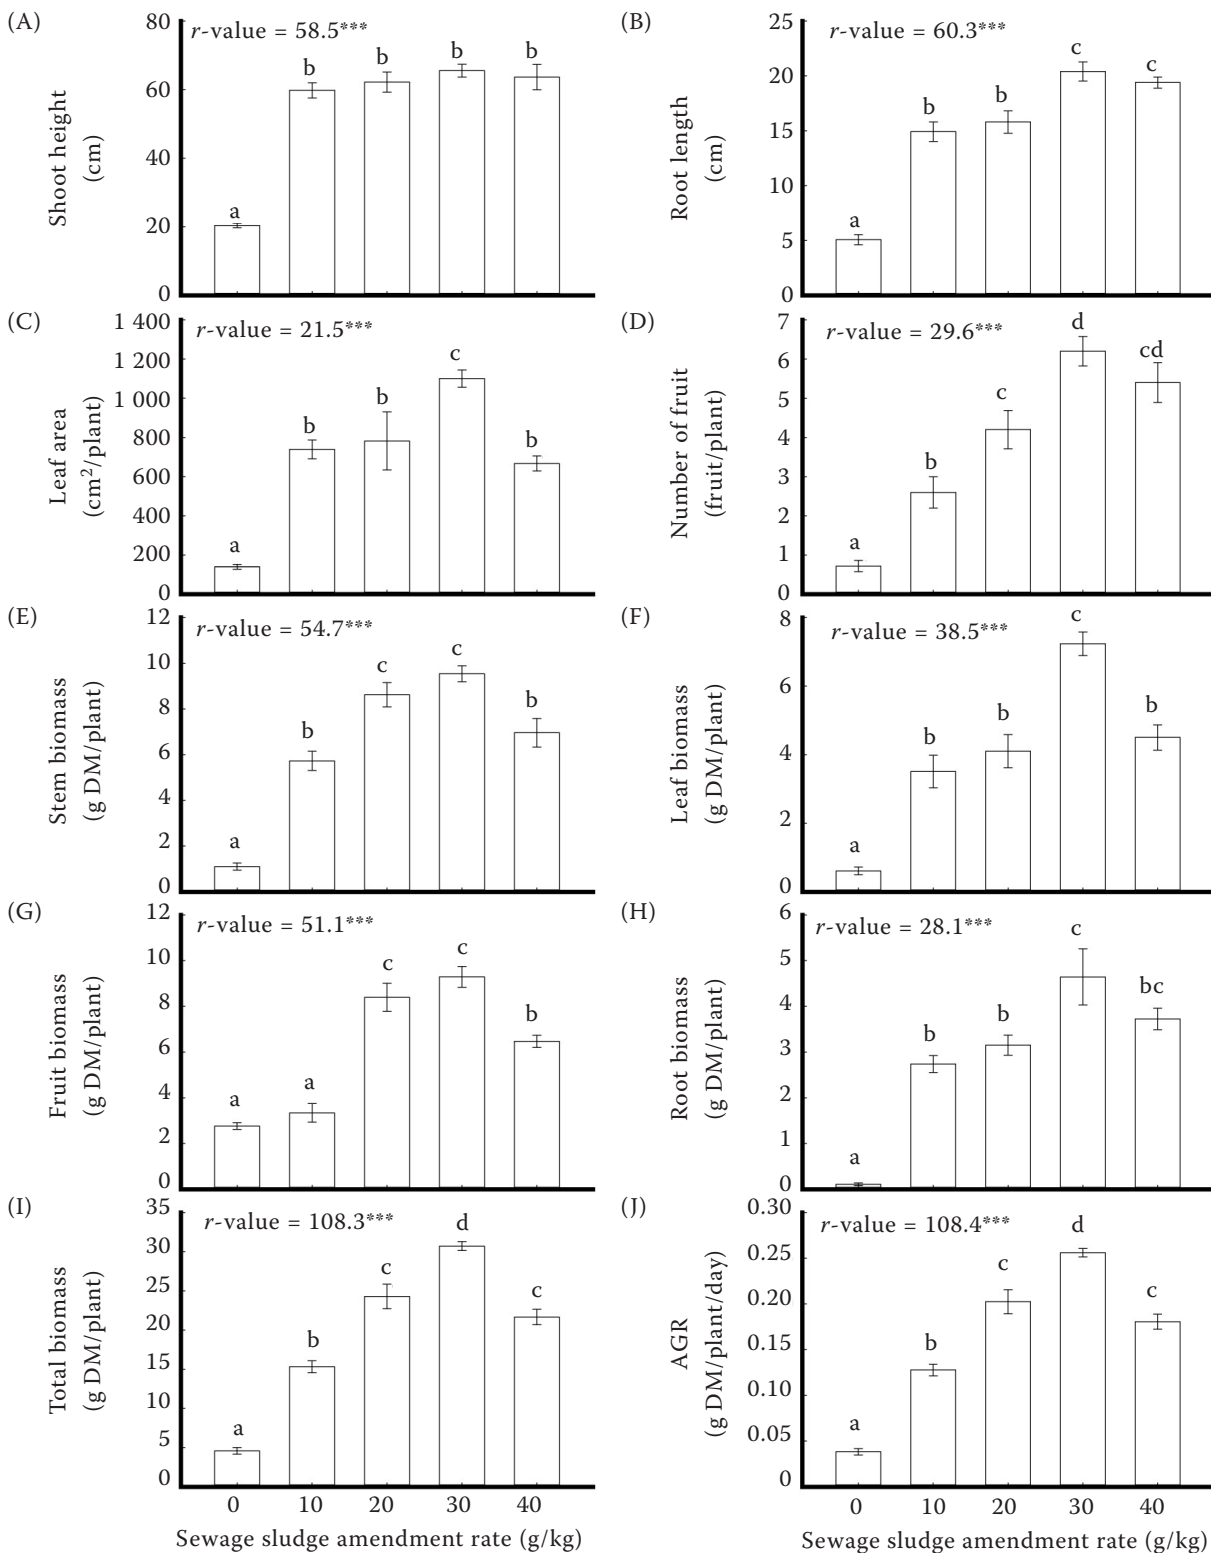 (A)
r-value = 58.5***
Shoot height
(cm)
80
60
40
20
0
a
b
b
b
b
(B)
r-value = 60.3***
Root length
(cm)
25
20
15
10
5
0
a
b
b
c
c
(C)
r-value = 21.5***
Leaf area
(cm²/plant)
1 400
1 200
1 000
800
600
400
200
0
a
b
b
c
b
(D)
r-value = 29.6***
Number of fruit
(fruit/plant)
7
6
5
4
3
2
1
0
a
b
c
d
cd
(E)
r-value = 54.7***
Stem biomass
(g DM/plant)
12
10
8
6
4
2
0
a
b
c
c
b
(F)
r-value = 38.5***
Leaf biomass
(g DM/plant)
8
6
4
2
0
a
b
b
c
b
(G)
r-value = 51.1***
Fruit biomass
(g DM/plant)
12
10
8
6
4
2
0
a
a
c
c
b
(H)
r-value = 28.1***
Root biomass
(g DM/plant)
6
5
4
3
2
1
0
a
b
b
c
bc
(I)
r-value = 108.3***
Total biomass
(g DM/plant)
35
30
25
20
15
10
5
0
a
b
c
d
c
0 10 20 30 40
Sewage sludge amendment rate (g/kg)
(J)
r-value = 108.4***
AGR
(g DM/plant/day)
0.30
0.25
0.20
0.15
0.10
0.05
0
a
b
c
d
c
0 10 20 30 40
Sewage sludge amendment rate (g/kg)